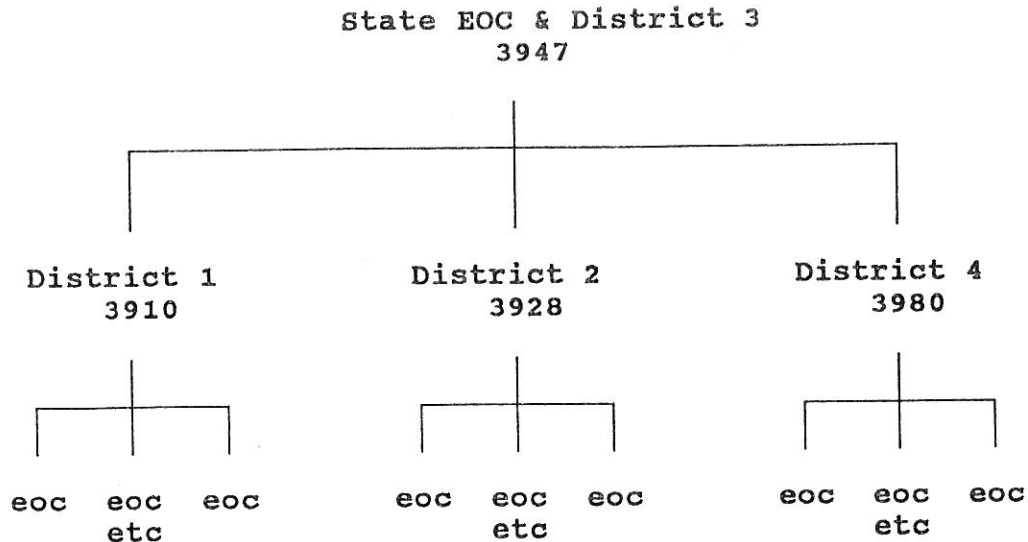 State EOC & District 3
3947
District 1
3910
District 2
3928
District 4
3980
eoc eoc eoc
etc
eoc eoc eoc
etc
eoc eoc eoc
etc